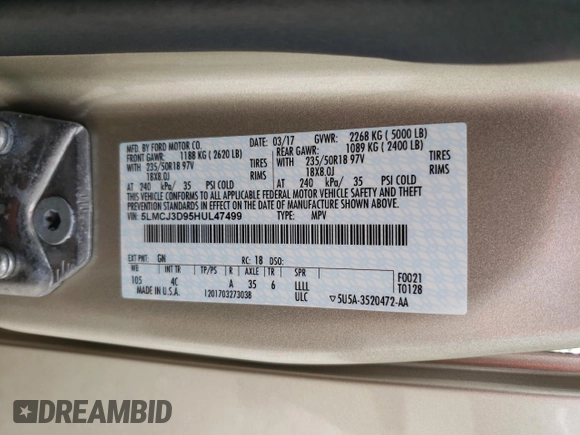 MFD. BY FORD MOTOR CO.
DATE: 03/17 GVWR: 2268 KG ( 5000 LB)
FRONT GAWR: 1188 KG ( 2620 LB) REAR GAWR: 1089 KG ( 2400 LB)
WITH 235/50R18 97V TIRES WITH 235/50R18 97V TIRES
18X8.0J RIMS 18X8.0J RIMS
AT 240 kPa/ 35 PSI COLD AT 240 kPa/ 35 PSI COLD
THIS VEHICLE CONFORMS TO ALL APPLICABLE FEDERAL MOTOR VEHICLE SAFETY AND THEFT
PREVENTION STANDARDS IN EFFECT ON THE DATE OF MANUFACTURE SHOWN ABOVE.
VIN: 5LMCJ3D95HUL47499 TYPE: MPV
EXT PNT: GN RC: 18 DSO:
WB INT TR TP/PS R AXLE TR SPR
105 4C A 35 6 LLLL
ULC
F0021
T0128
MADE IN U.S.A. 1201703273038 ▽5U5A-3520472-AA
DREAMBID